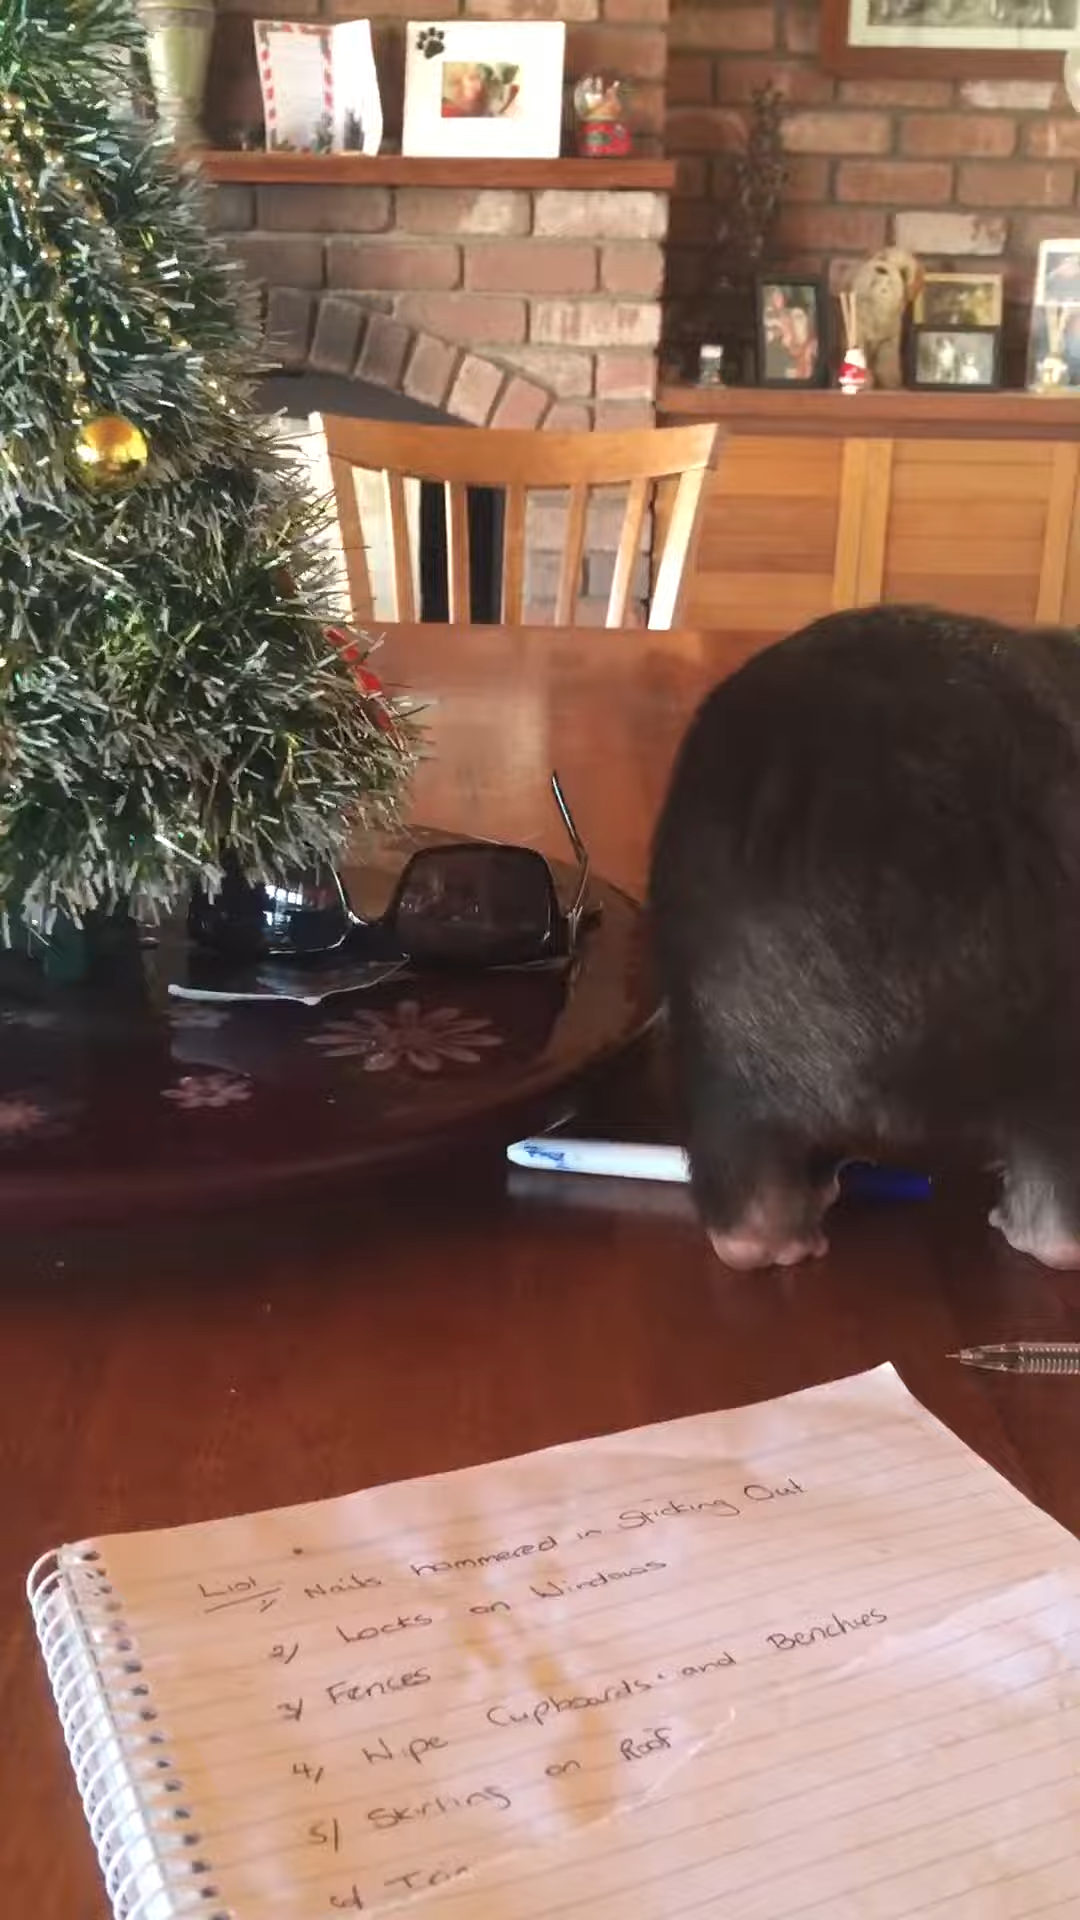 List
1/ Nails hammered in Sticking Out
2/ Locks on Windows
3/ Fences
4/ Wipe Cupboards and Benches
5/ Skirting on Roof
6/